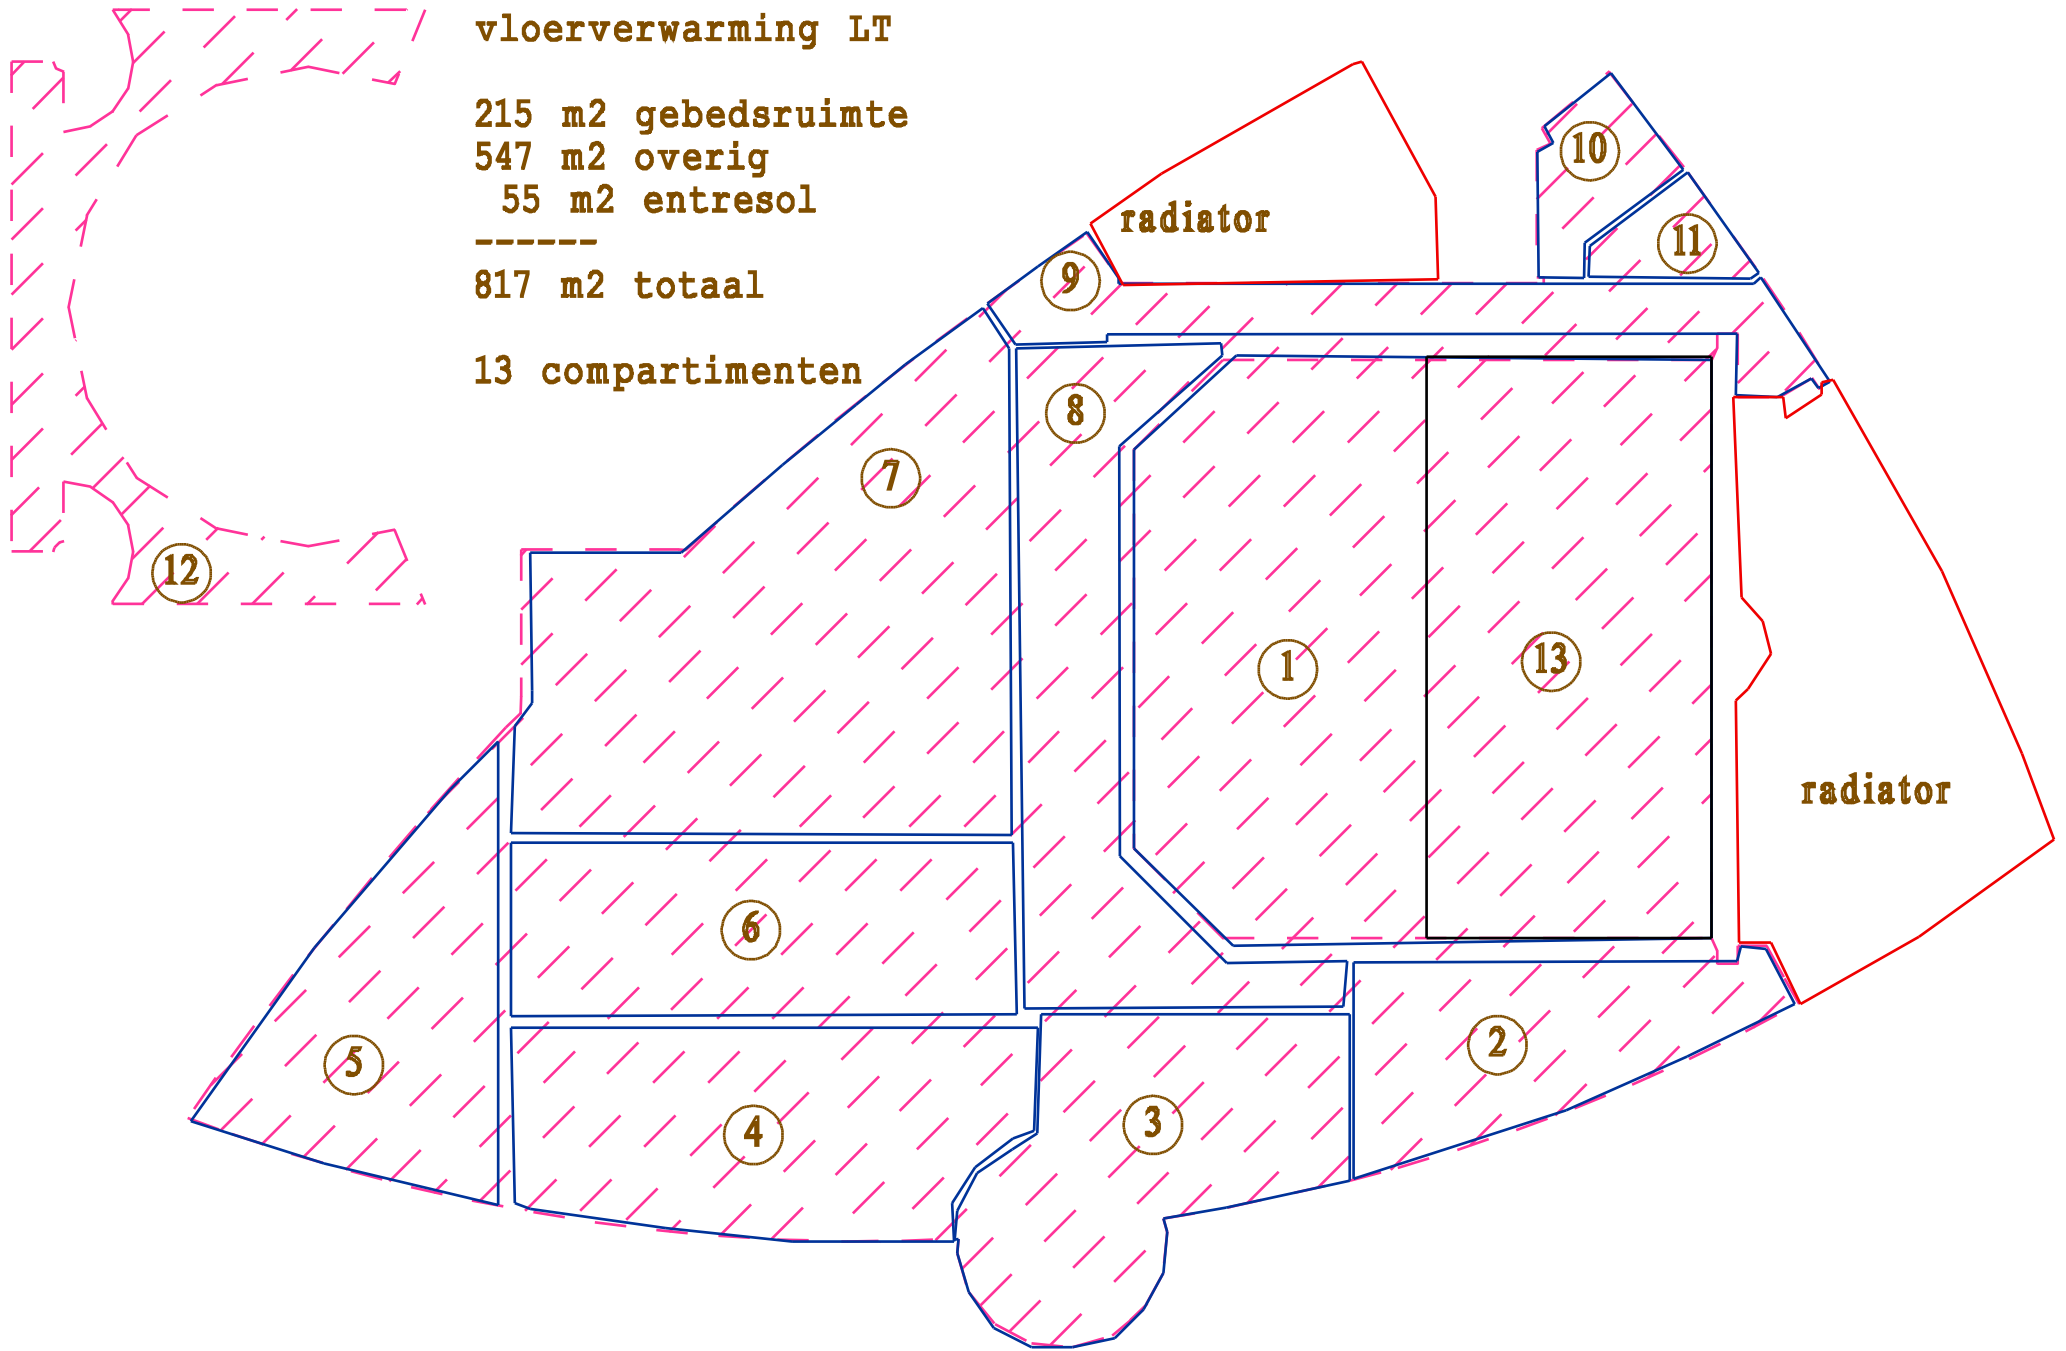 vloerverwarming LT
215 m2 gebedsruimte
547 m2 overig
55 m2 entresol
------
817 m2 totaal
13 compartimenten
radiator
10
11
9
8
7
12
1
13
radiator
6
5
4
3
2